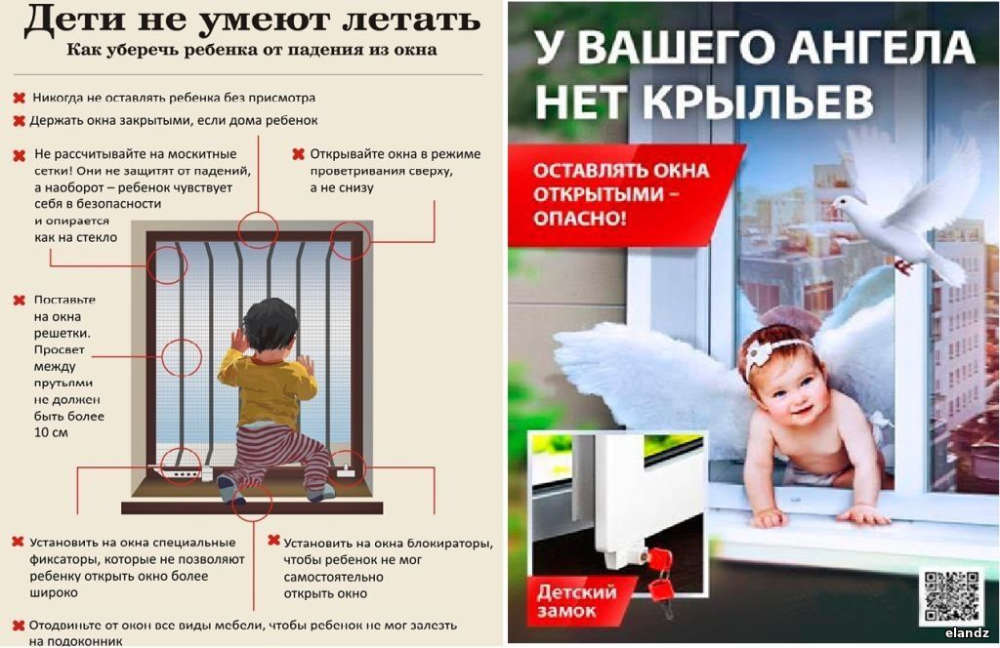 Дети не умеют летать
Как уберечь ребенка от падения из окна
Никогда не оставлять ребенка без присмотра
Держать окна закрытыми, если дома ребенок
Не рассчитывайте на москитные
сетки! Они не защитят от падений,
а наоборот – ребенок чувствует
себя в безопасности
и опирается
как на стекло
Открывайте окна в режиме
проветривания сверху,
а не снизу
Поставьте
на окна
решетки.
Просвет
между
прутьями
не должен
быть более
10 см
Установить на окна специальные
фиксаторы, которые не позволяют
ребенку открыть окно более
широко
Установить на окна блокираторы,
чтобы ребенок не мог
самостоятельно
открыть окно
Отодвиньте от окон все виды мебели, чтобы ребенок не мог залезть
на подоконник
У ВАШЕГО АНГЕЛА
НЕТ КРЫЛЬЕВ
ОСТАВЛЯТЬ ОКНА
ОТКРЫТЫМИ –
ОПАСНО!
Детский
замок
elandz